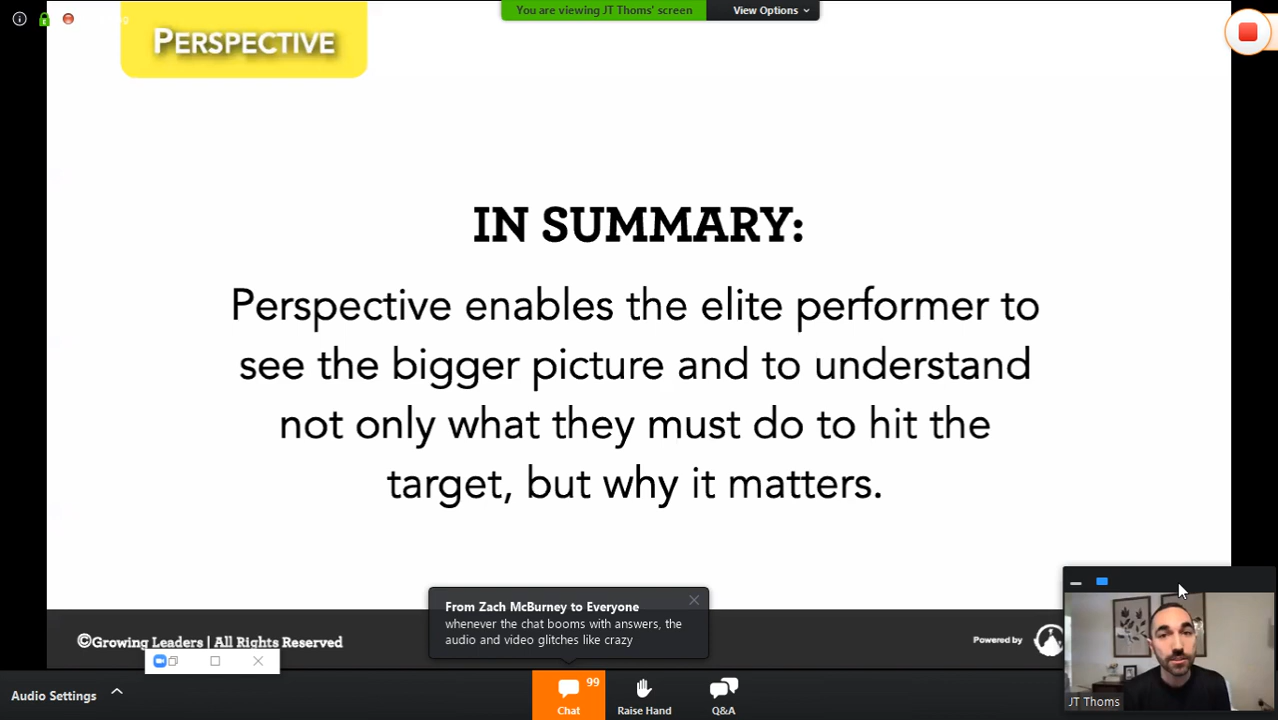 You are viewing JT Thoms' screen
View Options
PERSPECTIVE
IN SUMMARY:
Perspective enables the elite performer to
see the bigger picture and to understand
not only what they must do to hit the
target, but why it matters.
From Zach McBurney to Everyone
whenever the chat booms with answers, the
audio and video glitches like crazy
©Growing Leaders | All Rights Reserved
Powered by
JT Thoms
Audio Settings
99
Chat
Raise Hand
Q&A